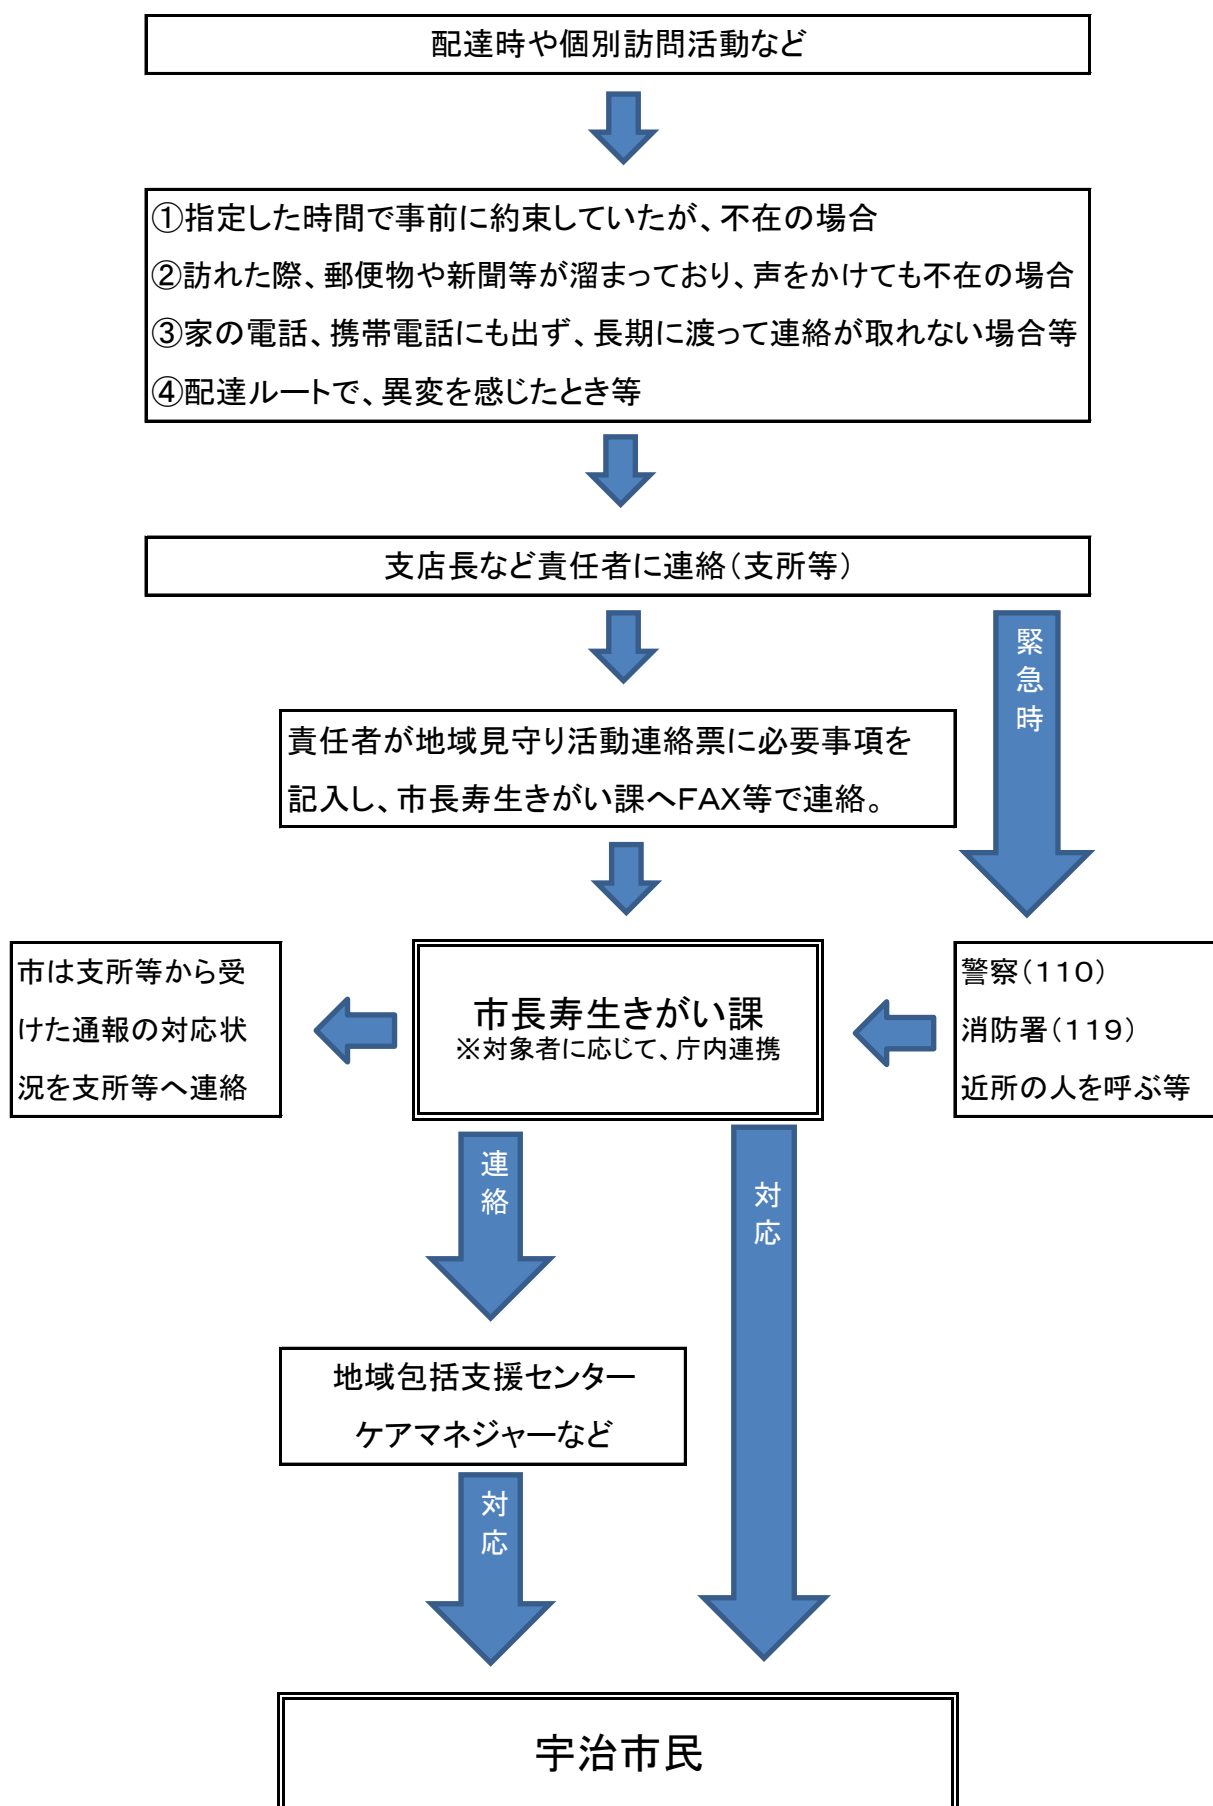 配達時や個別訪問活動など
①指定した時間で事前に約束していたが、不在の場合
②訪れた際、郵便物や新聞等が溜まっており、声をかけても不在の場合
③家の電話、携帯電話にも出ず、長期に渡って連絡が取れない場合等
④配達ルートで、異変を感じたとき等
支店長など責任者に連絡（支所等）
緊急時
責任者が地域見守り活動連絡票に必要事項を
記入し、市長寿生きがい課へFAX等で連絡。
市は支所等から受
けた通報の対応状
況を支所等へ連絡
市長寿生きがい課
※対象者に応じて、庁内連携
警察（１１０）
消防署（１１９）
近所の人を呼ぶ等
連絡
対応
地域包括支援センター
ケアマネジャーなど
対応
宇治市民